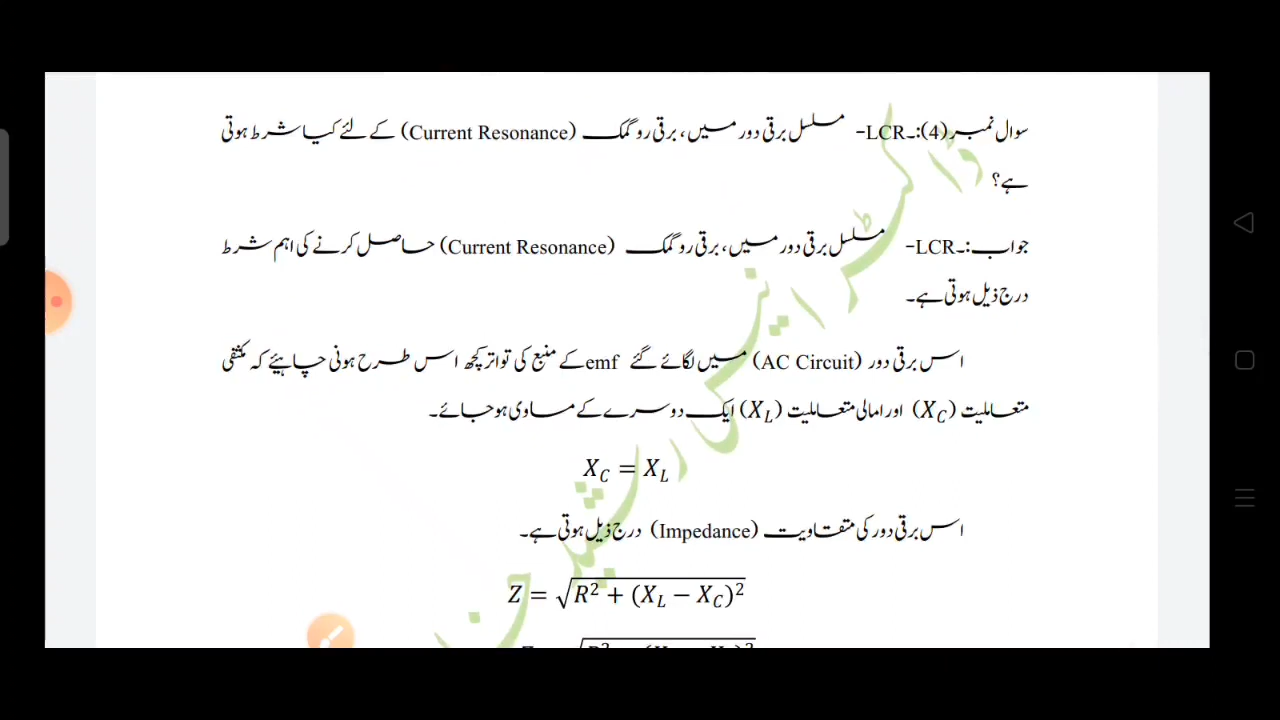 سوال نمبر(4):۔LCR- مسلسل برقی دور میں، برقی رو گمک (Current Resonance) کے لئے کیا شرط ہوتی
ہے؟
جواب:۔LCR- مسلسل برقی دور میں، برقی رو گمک (Current Resonance) حاصل کرنے کی اہم شرط
درج ذیل ہوتی ہے۔
اس برقی دور (AC Circuit) میں لگائے گئے emf کے منبع کی تواتر کچھ اس طرح ہونی چاہیئے کہ مکثفی
متعاملیت (X_C) اور امالی متعاملیت (X_L) ایک دوسرے کے مساوی ہوجائے۔
X_C = X_L
اس برقی دور کی متفاویت (Impedance) درج ذیل ہوتی ہے۔
Z = √(R² + (X_L − X_C)²)